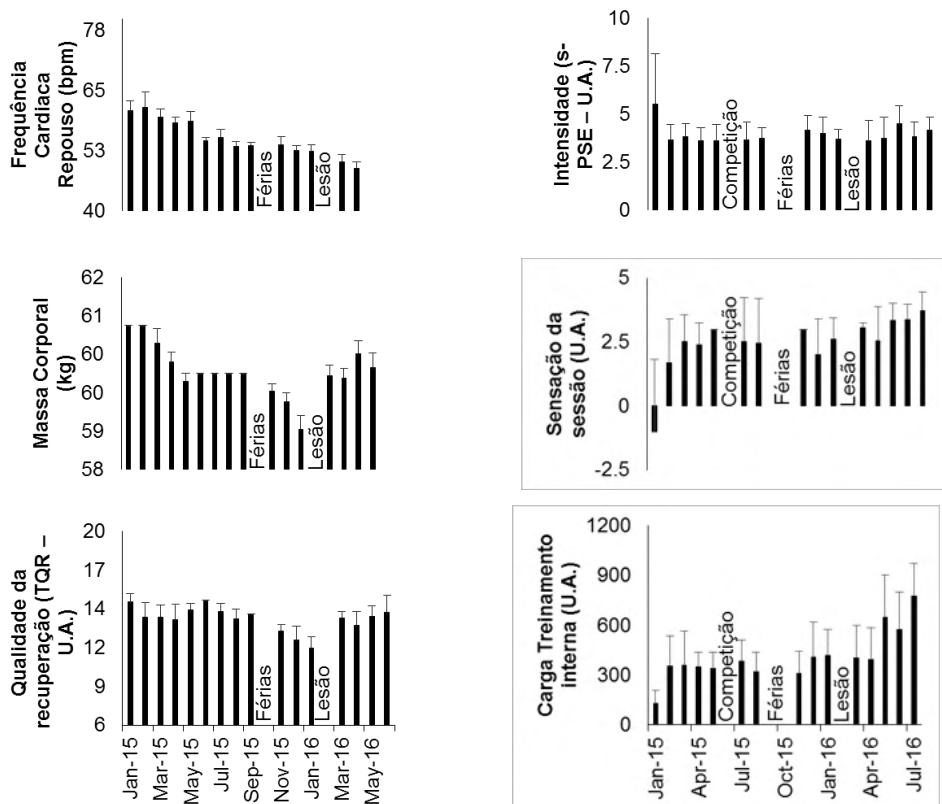 Frequência
Cardiaca
Repouso (bpm)
78
65
53
40
Férias
Lesão
Massa Corporal
(kg)
62
61
60
60
59
58
Férias
Lesão
Qualidade da
recuperação (TQR –
U.A.)
20
17
14
12
9
6
Férias
Lesão
Jan-15
Mar-15
May-15
Jul-15
Sep-15
Nov-15
Jan-16
Mar-16
May-16
Intensidade (s-
PSE – U.A.)
10
7.5
5
2.5
0
Competição
Férias
Lesão
Sensação da
sessão (U.A.)
5
2.5
0
-2.5
Competição
Férias
Lesão
Carga Treinamento
interna (U.A.)
1200
900
600
300
0
Competição
Férias
Lesão
Jan-15
Apr-15
Jul-15
Oct-15
Jan-16
Apr-16
Jul-16